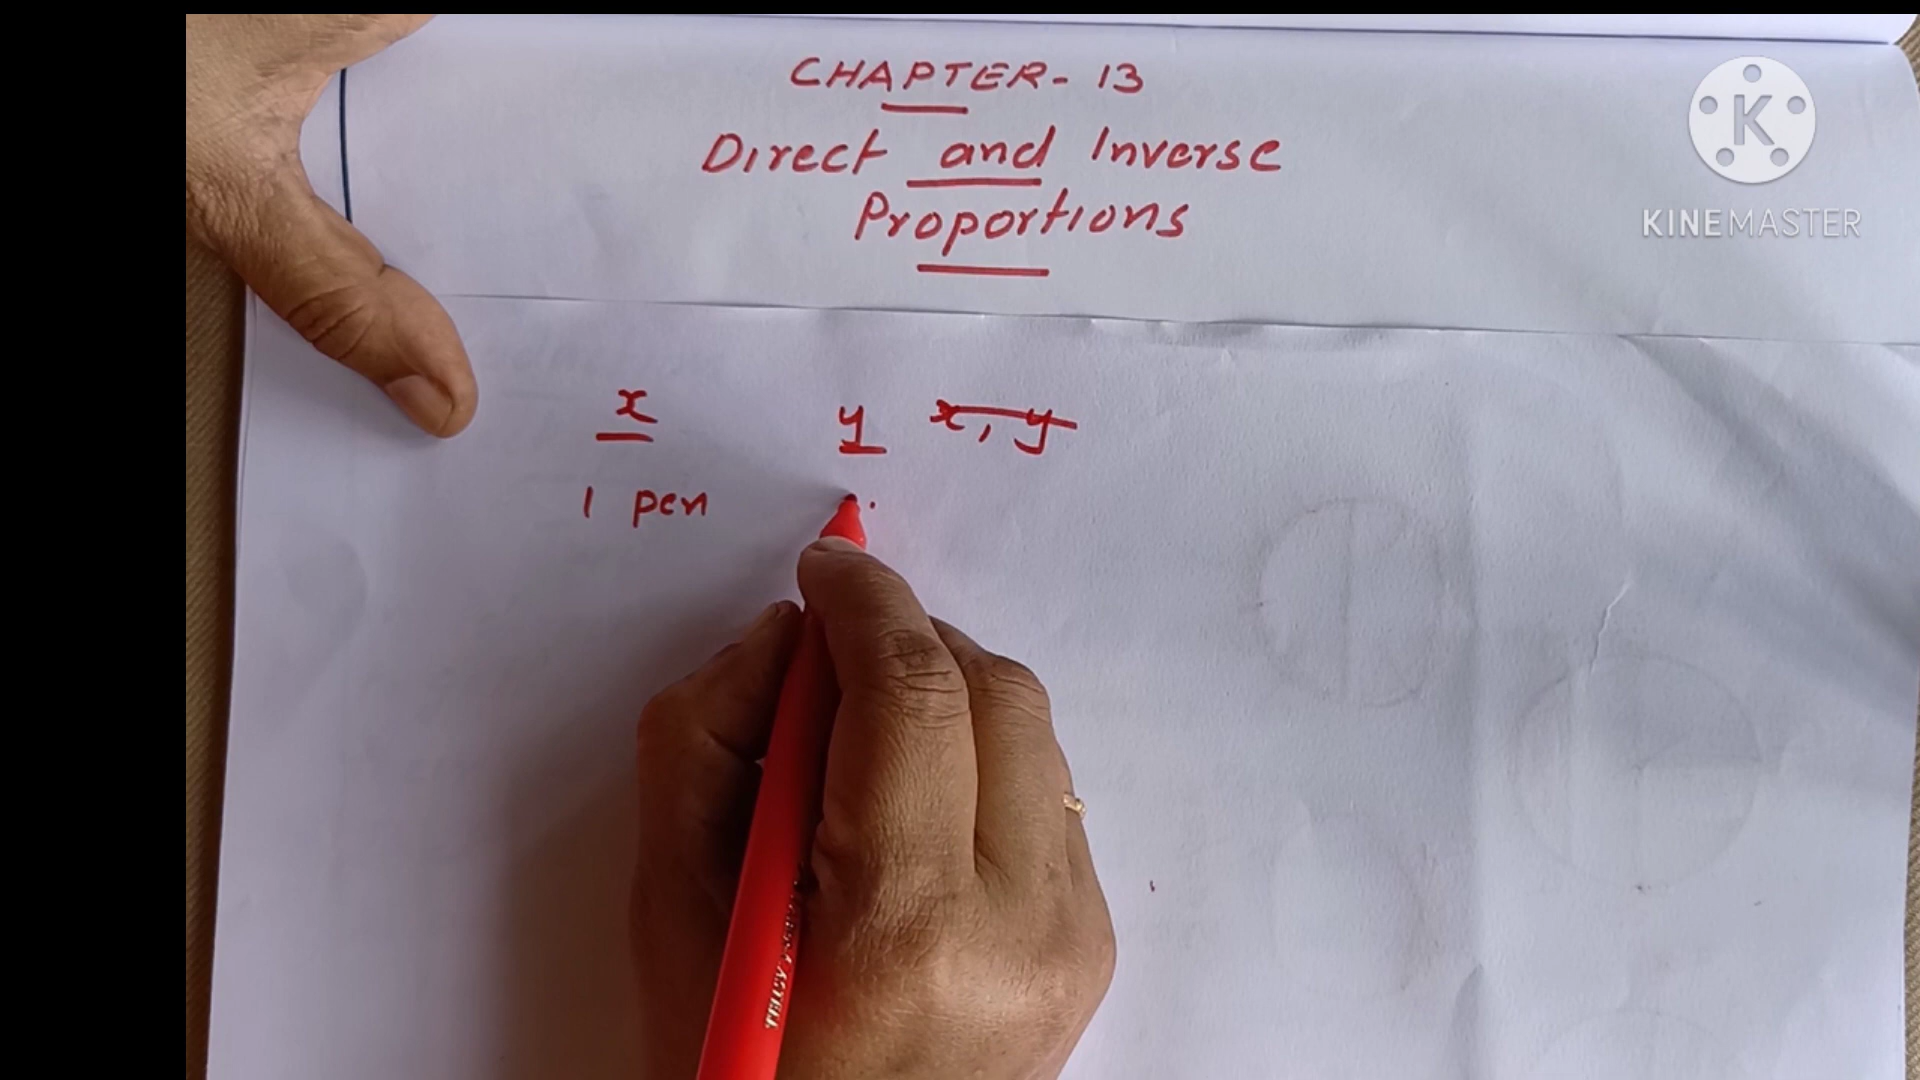 CHAPTER- 13
Direct and Inverse
Proportions
K
KINEMASTER
x y x, y
1 pen